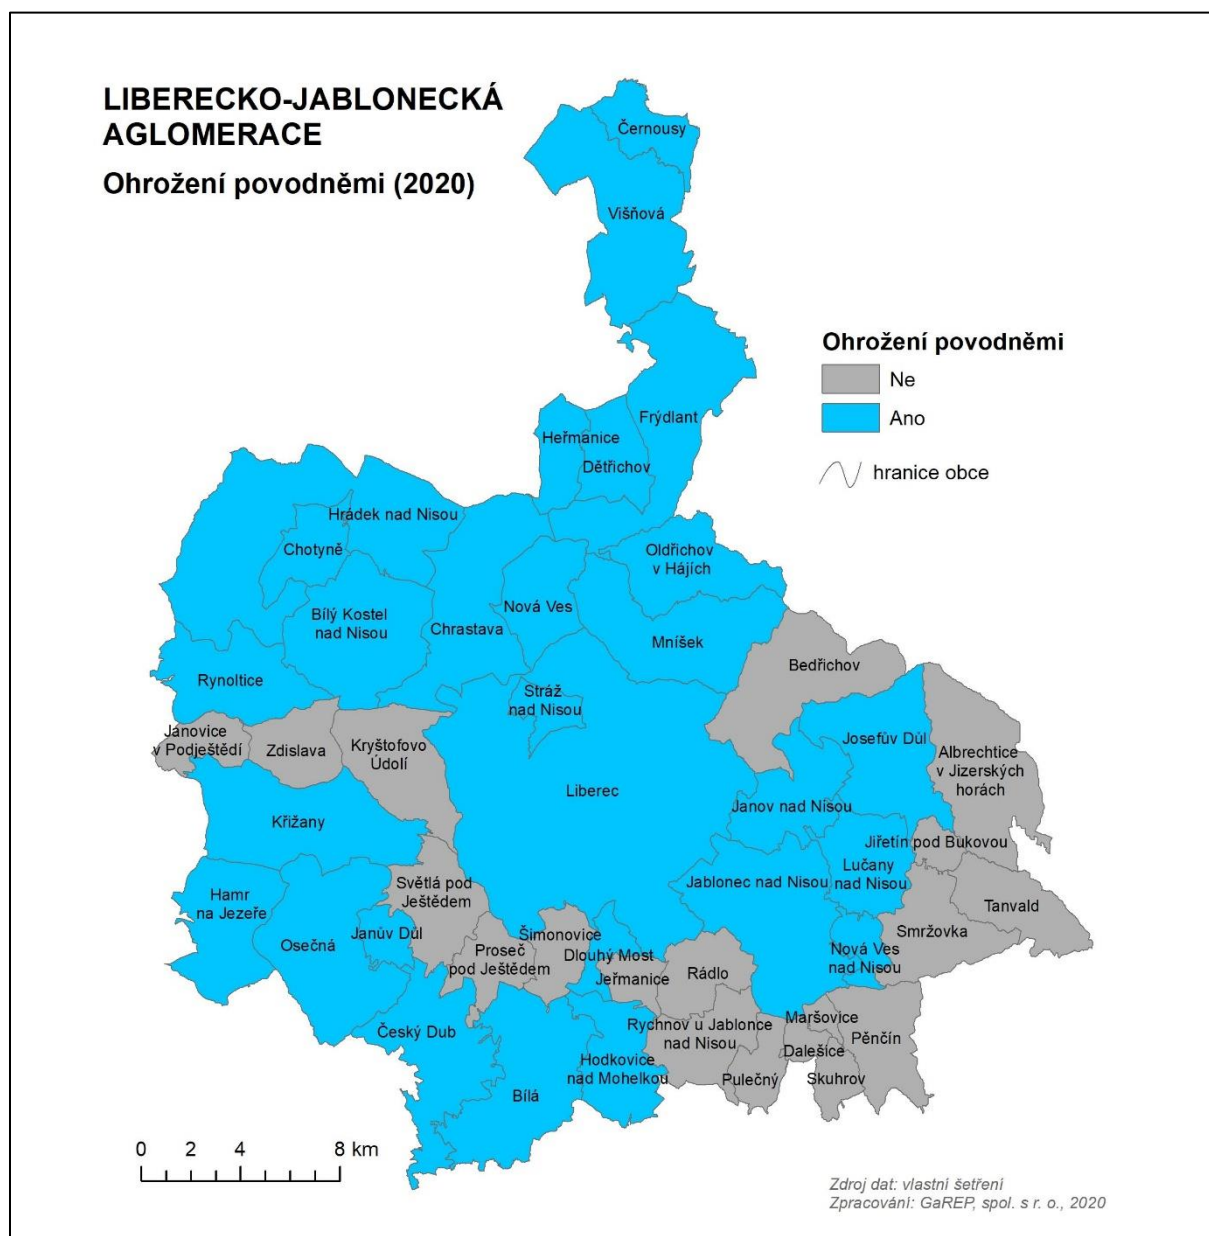 LIBERECKO-JABLONECKÁ
AGLOMERACE
Ohrožení povodněmi (2020)
Černousy
Višňová
Ohrožení povodněmi
Ne
Ano
hranice obce
Frýdlant
Heřmanice
Dětřichov
Hrádek nad Nisou
Chotyně
Oldřichov
v Hájích
Bílý Kostel
nad Nisou
Nová Ves
Chrastava
Mníšek
Bedřichov
Rynoltice
Stráž
nad Nisou
Janovice
v Podještědí
Zdislava
Kryštofovo
Údolí
Josefův Důl
Albrechtice
v Jizerských
horách
Liberec
Janov nad Nisou
Křižany
Jiřetín pod Bukovou
Lučany
nad Nisou
Jablonec nad Nisou
Světlá pod
Ještědem
Hamr
na Jezeře
Tanvald
Smržovka
Janův Důl
Osečná
Šimonovice
Proseč
pod Ještědem
Dlouhý Most
Nová Ves
nad Nisou
Jeřmanice
Rádlo
Maršovice
Český Dub
Rychnov u Jablonce
nad Nisou
Pěnčín
Dalešice
Hodkovice
nad Mohelkou
Pulečný
Skuhrov
Bílá
0 2 4 8 km
Zdroj dat: vlastní šetření
Zpracování: GaREP, spol. s r. o., 2020